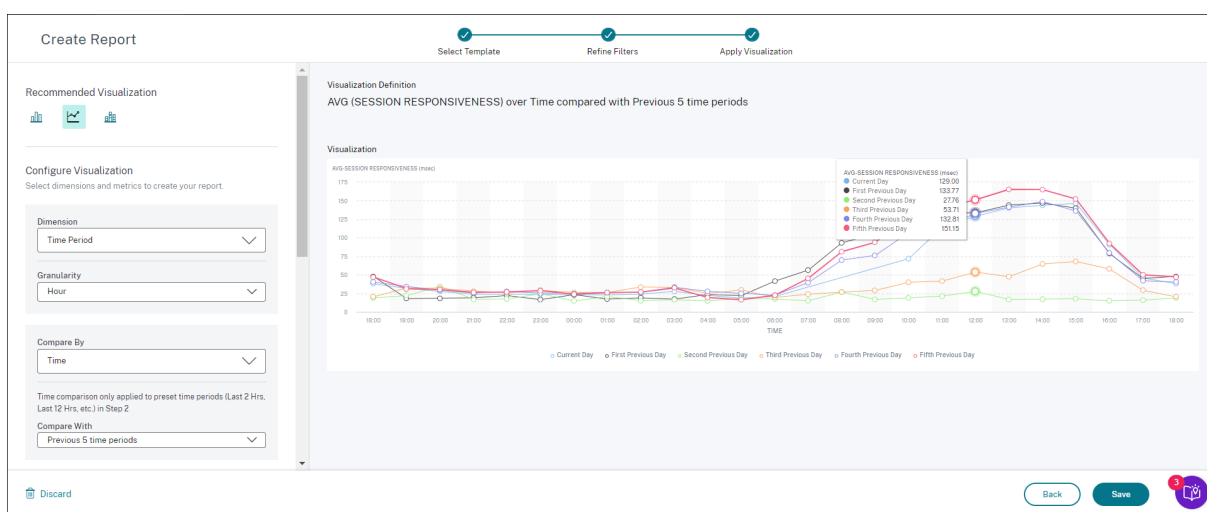 Create Report
Select Template
Refine Filters
Apply Visualization
Recommended Visualization
Configure Visualization
Select dimensions and metrics to create your report.
Dimension
Time Period
Granularity
Hour
Compare By
Time
Time comparison only applied to preset time periods (Last 2 Hrs,
Last 12 Hrs, etc.) in Step 2
Compare With
Previous 5 time periods
Visualization Definition
AVG (SESSION RESPONSIVENESS) over Time compared with Previous 5 time periods
Visualization
AVG-SESSION RESPONSIVENESS (msec)
175
150
125
100
75
50
25
0
AVG-SESSION RESPONSIVENESS (msec)
Current Day 129.00
First Previous Day 133.77
Second Previous Day 27.76
Third Previous Day 53.71
Fourth Previous Day 132.81
Fifth Previous Day 151.15
18:00 19:00 20:00 21:00 22:00 23:00 00:00 01:00 02:00 03:00 04:00 05:00 06:00 07:00 08:00 09:00 10:00 11:00 12:00 13:00 14:00 15:00 16:00 17:00 18:00
TIME
Current Day First Previous Day Second Previous Day Third Previous Day Fourth Previous Day Fifth Previous Day
Discard
Back
Save
3